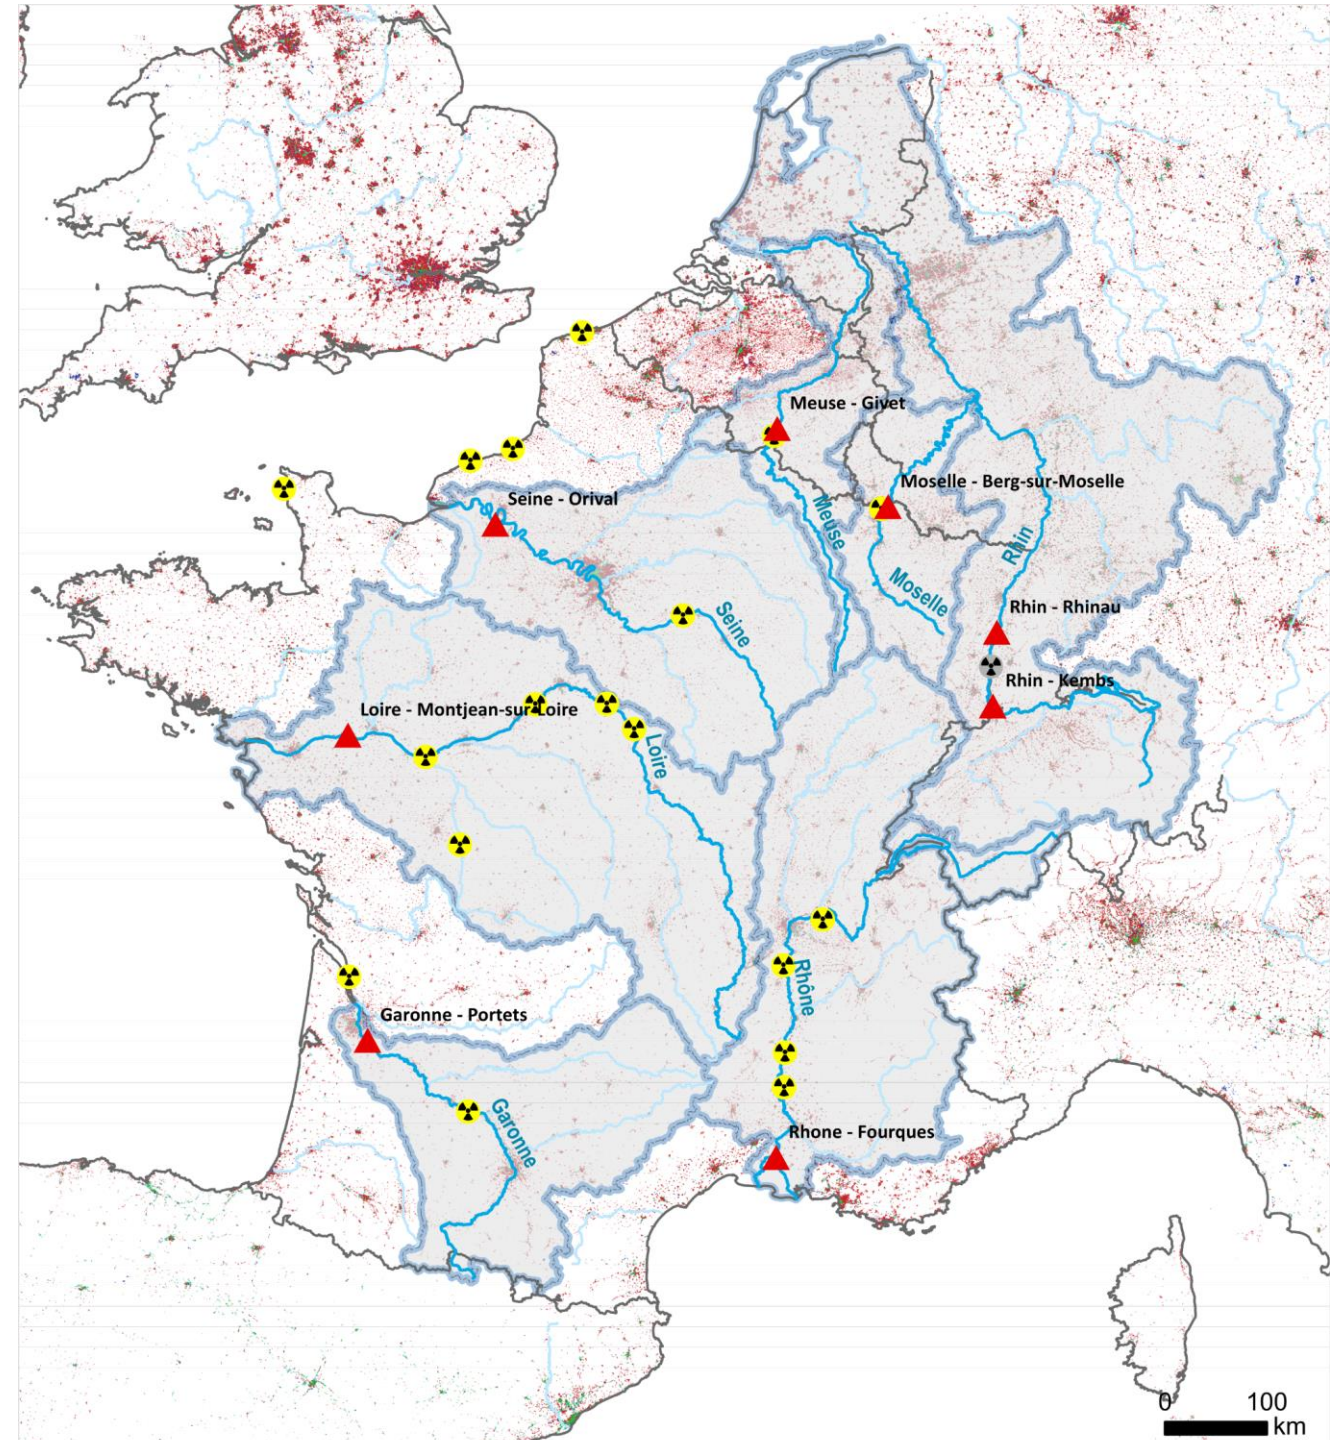 Meuse - Givet
Moselle - Berg-sur-Moselle
Seine - Orival
Meuse
Rhin
Moselle
Seine
Rhin - Rhinau
Rhin - Kembs
Loire - Montjean-sur-Loire
Loire
Rhône
Garonne - Portets
Garonne
Rhone - Fourques
0 100
km